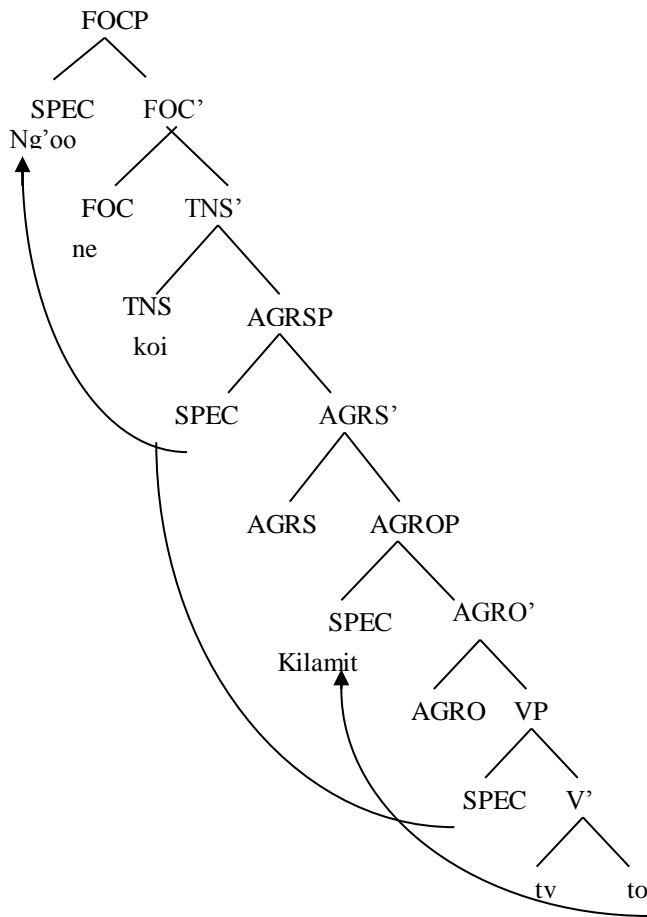 FOCP
SPEC FOC’
Ng’oo
FOC TNS’
ne
TNS AGRSP
koi
SPEC AGRS’
AGRS AGROP
SPEC AGRO’
Kilamit
AGRO VP
SPEC V’
tv to